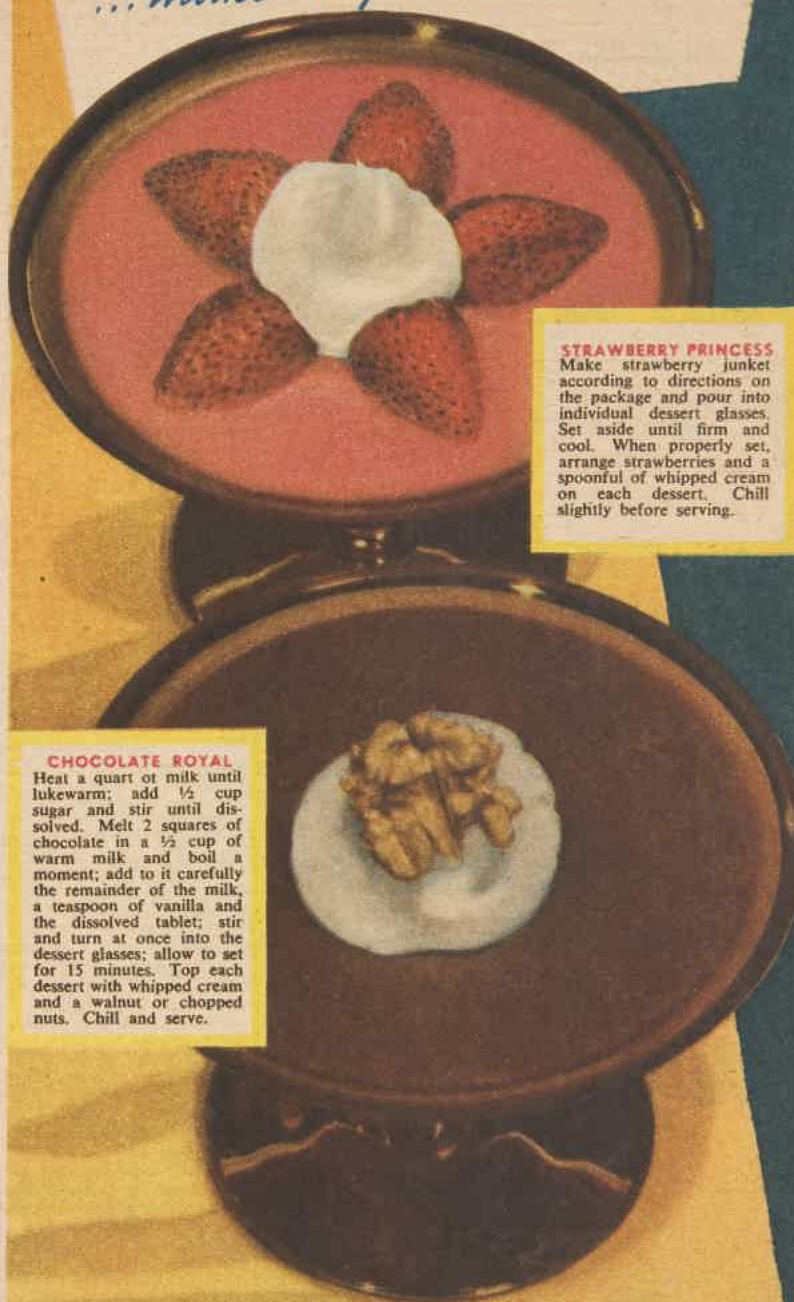 STRAWBERRY PRINCESS
Make strawberry junket
according to directions on
the package and pour into
individual dessert glasses.
Set aside until firm and
cool. When properly set,
arrange strawberries and a
spoonful of whipped cream
on each dessert. Chill
slightly before serving.
CHOCOLATE ROYAL
Heat a quart of milk until
lukewarm; add ½ cup
sugar and stir until dis-
solved. Melt 2 squares of
chocolate in a ½ cup of
warm milk and boil a
moment; add to it carefully
the remainder of the milk,
a teaspoon of vanilla and
the dissolved tablet; stir
and turn at once into the
dessert glasses; allow to set
for 15 minutes. Top each
dessert with whipped cream
and a walnut or chopped
nuts. Chill and serve.